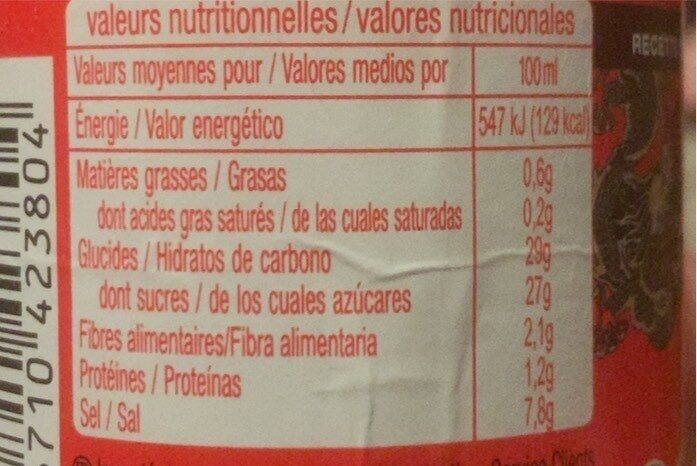 valeurs nutritionnelles / valores nutricionales
Valeurs moyennes pour / Valores medios por 100ml
Énergie / Valor energético 547 kJ (129 kcal)
Matières grasses / Grasas 0,6g
dont acides gras saturés / de las cuales saturadas 0,2g
Glucides / Hidratos de carbono 29g
dont sucres / de los cuales azúcares 27g
Fibres alimentaires/Fibra alimentaria 2,1g
Protéines / Proteínas 1,2g
Sel / Sal 7,8g
710423804